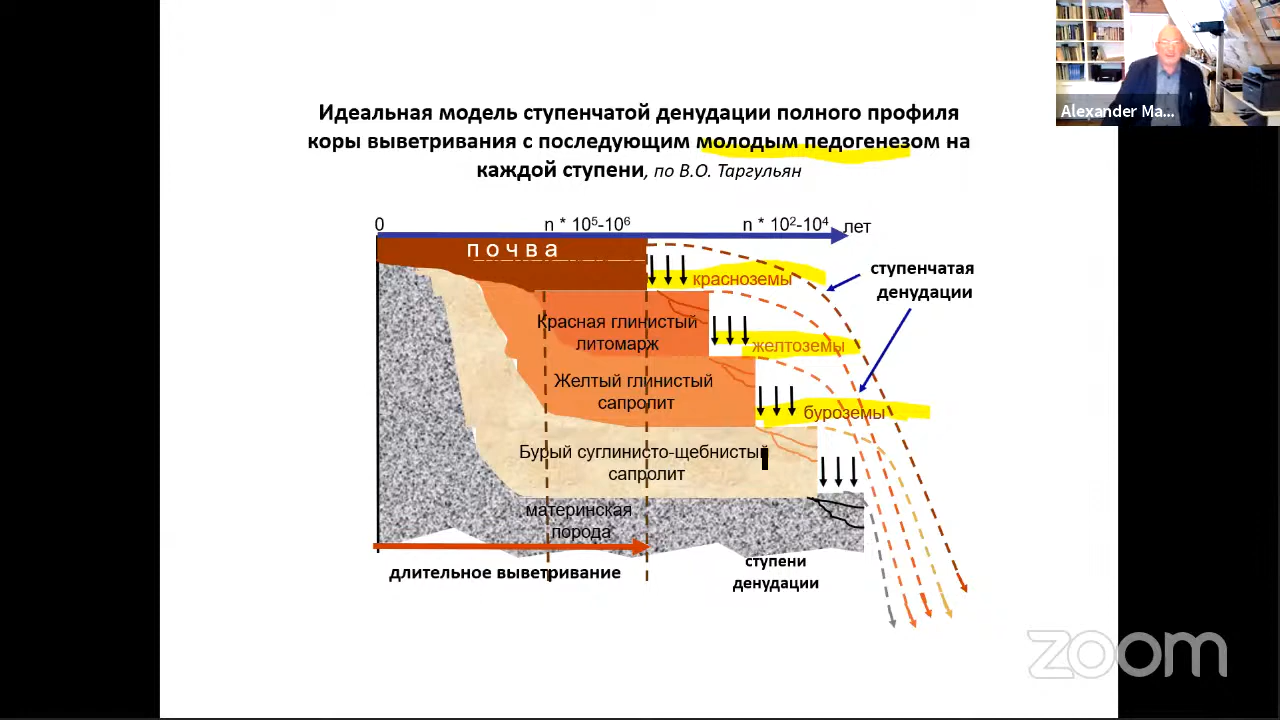 Идеальная модель ступенчатой денудации полного профиля
коры выветривания с последующим молодым педогенезом на
каждой ступени, по В.О. Таргульян
Alexander Ma...
0
n * 10⁵-10⁶
n * 10²-10⁴
лет
почва
красноземы
ступенчатая
денудации
Красная глинистый
литомарж
желтоземы
Желтый глинистый
сапролит
буроземы
Бурый суглинисто-щебнистый
сапролит
материнская
порода
длительное выветривание
ступени
денудации
zoom